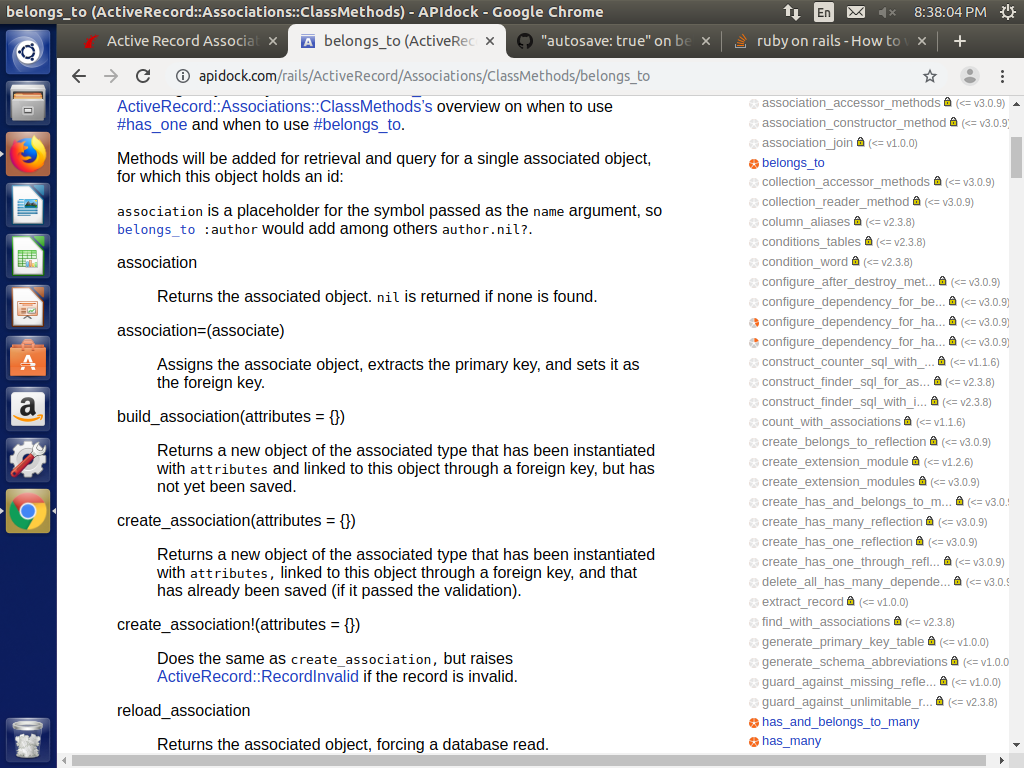 belongs_to (ActiveRecord::Associations::ClassMethods) - APIdock - Google Chrome
En
8:38:04 PM
Active Record Associat
belongs_to (ActiveRec
"autosave: true" on be
ruby on rails - How to
apidock.com/rails/ActiveRecord/Associations/ClassMethods/belongs_to
ActiveRecord::Associations::ClassMethods's overview on when to use
#has_one and when to use #belongs_to.
Methods will be added for retrieval and query for a single associated object,
for which this object holds an id:
association is a placeholder for the symbol passed as the name argument, so
belongs_to :author would add among others author.nil?.
association
Returns the associated object. nil is returned if none is found.
association=(associate)
Assigns the associate object, extracts the primary key, and sets it as
the foreign key.
build_association(attributes = {})
Returns a new object of the associated type that has been instantiated
with attributes and linked to this object through a foreign key, but has
not yet been saved.
create_association(attributes = {})
Returns a new object of the associated type that has been instantiated
with attributes, linked to this object through a foreign key, and that
has already been saved (if it passed the validation).
create_association!(attributes = {})
Does the same as create_association, but raises
ActiveRecord::RecordInvalid if the record is invalid.
reload_association
Returns the associated object, forcing a database read.
association_accessor_methods (<= v3.0.9)
association_constructor_method (<= v3.0.9)
association_join (<= v1.0.0)
belongs_to
collection_accessor_methods (<= v3.0.9)
collection_reader_method (<= v3.0.9)
column_aliases (<= v2.3.8)
conditions_tables (<= v2.3.8)
condition_word (<= v2.3.8)
configure_after_destroy_met... (<= v3.0.9)
configure_dependency_for_be... (<= v3.0.9)
configure_dependency_for_ha... (<= v3.0.9)
configure_dependency_for_ha... (<= v3.0.9)
construct_counter_sql_with_... (<= v1.1.6)
construct_finder_sql_for_as... (<= v2.3.8)
construct_finder_sql_with_i... (<= v2.3.8)
count_with_associations (<= v1.1.6)
create_belongs_to_reflection (<= v3.0.9)
create_extension_module (<= v1.2.6)
create_extension_modules (<= v3.0.9)
create_has_and_belongs_to_m... (<= v3.0.
create_has_many_reflection (<= v3.0.9)
create_has_one_reflection (<= v3.0.9)
create_has_one_through_refl... (<= v3.0.9)
delete_all_has_many_depende... (<= v3.0.9
extract_record (<= v1.0.0)
find_with_associations (<= v2.3.8)
generate_primary_key_table (<= v1.0.0)
generate_schema_abbreviations (<= v1.0.0
guard_against_missing_refle... (<= v1.0.0)
guard_against_unlimitable_r... (<= v2.3.8)
has_and_belongs_to_many
has_many